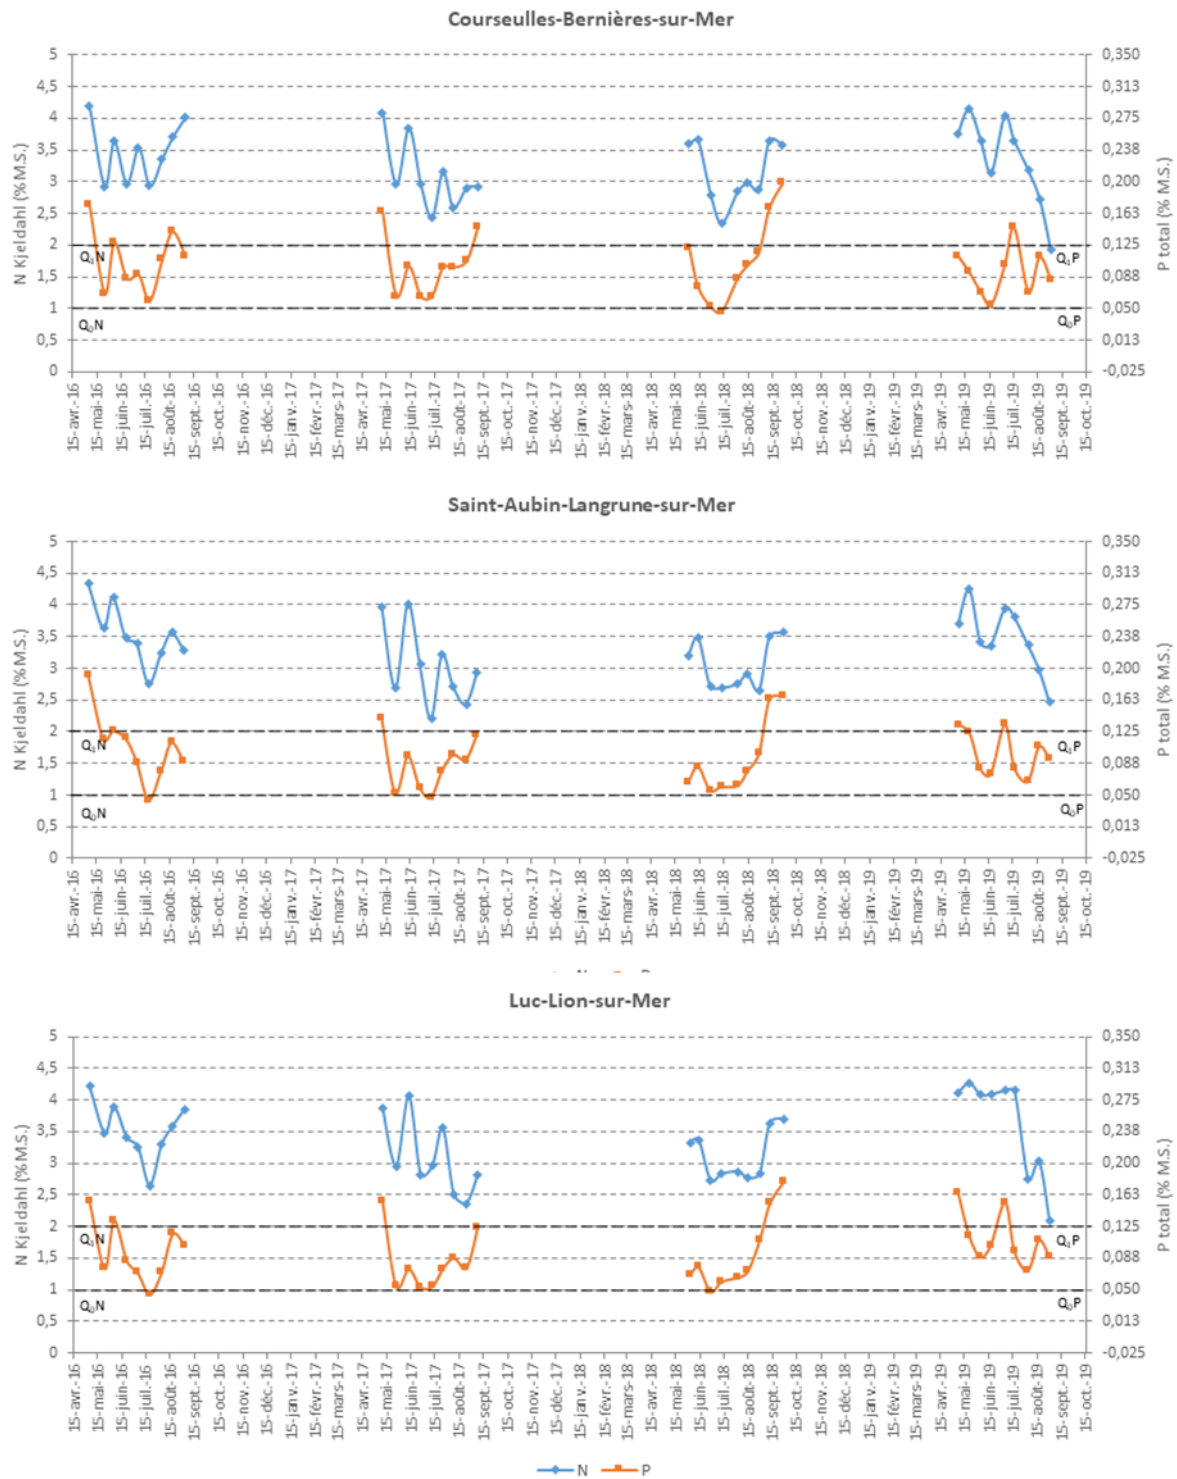 Courseulles-Bernières-sur-Mer
N Kjeldahl (%M.S.)
5
4,5
4
3,5
3
2,5
2
1,5
1
0,5
0
Q₁N
Q₀N
Q₁P
Q₀P
0,350
0,313
0,275
0,238
0,200
0,163
0,125
0,088
0,050
0,013
-0,025
P total (% M.S.)
15-avr.-16
15-mai-16
15-juin-16
15-juil.-16
15-août-16
15-sept.-16
15-oct.-16
15-nov.-16
15-déc.-16
15-janv.-17
15-févr.-17
15-mars-17
15-avr.-17
15-mai-17
15-juin-17
15-juil.-17
15-août-17
15-sept.-17
15-oct.-17
15-nov.-17
15-déc.-17
15-janv.-18
15-févr.-18
15-mars-18
15-avr.-18
15-mai-18
15-juin-18
15-juil.-18
15-août-18
15-sept.-18
15-oct.-18
15-nov.-18
15-déc.-18
15-janv.-19
15-févr.-19
15-mars-19
15-avr.-19
15-mai-19
15-juin-19
15-juil.-19
15-août-19
15-sept.-19
15-oct.-19
Saint-Aubin-Langrune-sur-Mer
N Kjeldahl (%M.S.)
5
4,5
4
3,5
3
2,5
2
1,5
1
0,5
0
Q₁N
Q₀N
Q₁P
Q₀P
0,350
0,313
0,275
0,238
0,200
0,163
0,125
0,088
0,050
0,013
-0,025
P total (% M.S.)
15-avr.-16
15-mai-16
15-juin-16
15-juil.-16
15-août-16
15-sept.-16
15-oct.-16
15-nov.-16
15-déc.-16
15-janv.-17
15-févr.-17
15-mars-17
15-avr.-17
15-mai-17
15-juin-17
15-juil.-17
15-août-17
15-sept.-17
15-oct.-17
15-nov.-17
15-déc.-17
15-janv.-18
15-févr.-18
15-mars-18
15-avr.-18
15-mai-18
15-juin-18
15-juil.-18
15-août-18
15-sept.-18
15-oct.-18
15-nov.-18
15-déc.-18
15-janv.-19
15-févr.-19
15-mars-19
15-avr.-19
15-mai-19
15-juin-19
15-juil.-19
15-août-19
15-sept.-19
15-oct.-19
Luc-Lion-sur-Mer
N Kjeldahl (%M.S.)
5
4,5
4
3,5
3
2,5
2
1,5
1
0,5
0
Q₁N
Q₀N
Q₁P
Q₀P
0,350
0,313
0,275
0,238
0,200
0,163
0,125
0,088
0,050
0,013
-0,025
P total (% M.S.)
15-avr.-16
15-mai-16
15-juin-16
15-juil.-16
15-août-16
15-sept.-16
15-oct.-16
15-nov.-16
15-déc.-16
15-janv.-17
15-févr.-17
15-mars-17
15-avr.-17
15-mai-17
15-juin-17
15-juil.-17
15-août-17
15-sept.-17
15-oct.-17
15-nov.-17
15-déc.-17
15-janv.-18
15-févr.-18
15-mars-18
15-avr.-18
15-mai-18
15-juin-18
15-juil.-18
15-août-18
15-sept.-18
15-oct.-18
15-nov.-18
15-déc.-18
15-janv.-19
15-févr.-19
15-mars-19
15-avr.-19
15-mai-19
15-juin-19
15-juil.-19
15-août-19
15-sept.-19
15-oct.-19
N P